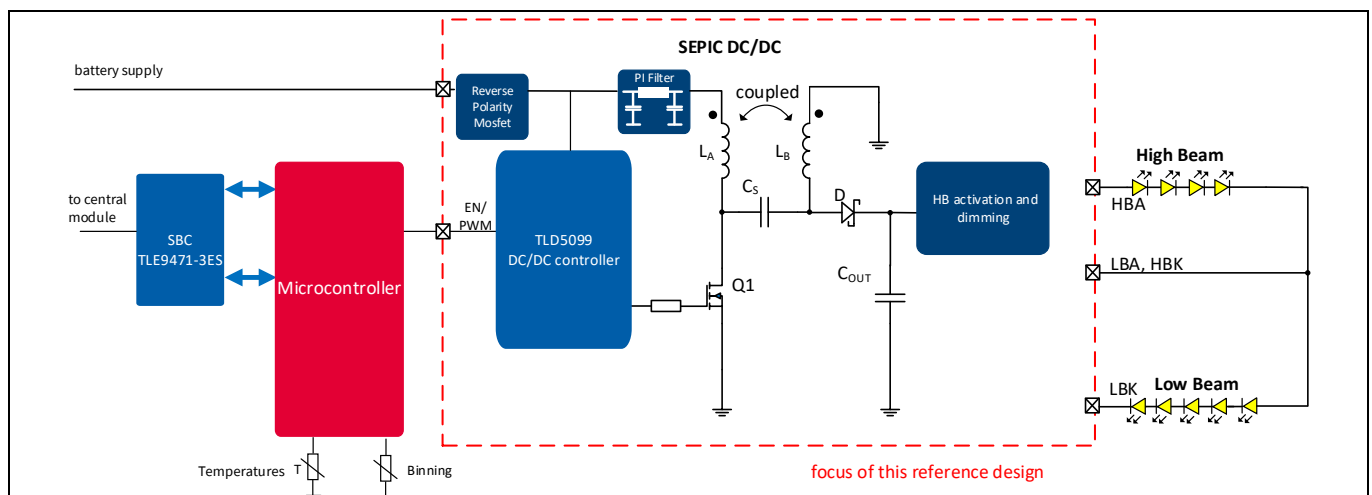 SEPIC DC/DC
battery supply
Reverse
Polarity
Mosfet
PI Filter
coupled
LA
LB
to central
module
SBC
TLE9471-3ES
Microcontroller
EN/
PWM
TLD5099
DC/DC controller
CS
D
Q1
COUT
HB activation and
dimming
High Beam
HBA
LBA, HBK
LBK
Low Beam
Temperatures
T
Binning
focus of this reference design